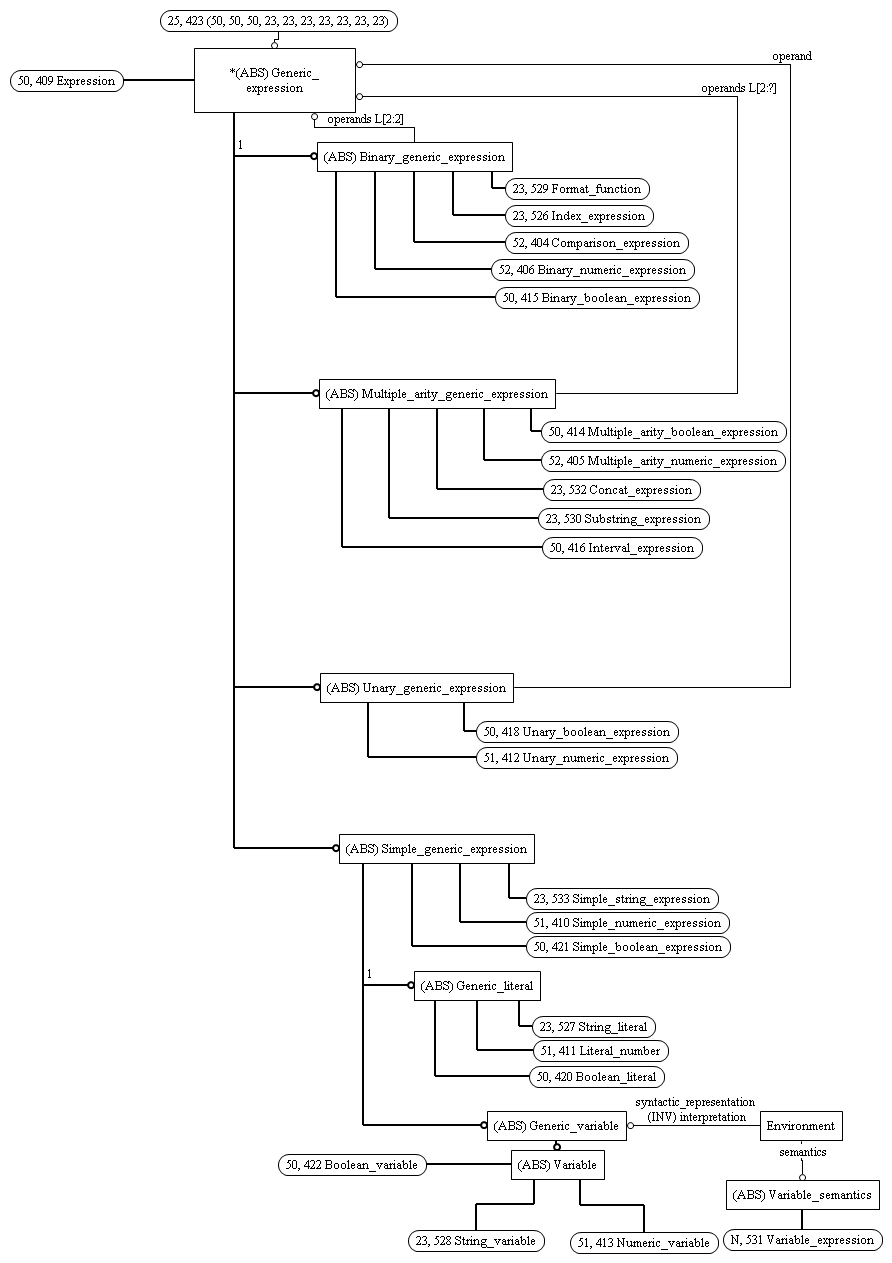 25, 423 (50, 50, 50, 23, 23, 23, 23, 23, 23, 23)
operand
50, 409 Expression
*(ABS) Generic_
expression
operands L[2:?]
operands L[2:2]
1
(ABS) Binary_generic_expression
23, 529 Format_function
23, 526 Index_expression
52, 404 Comparison_expression
52, 406 Binary_numeric_expression
50, 415 Binary_boolean_expression
(ABS) Multiple_arity_generic_expression
50, 414 Multiple_arity_boolean_expression
52, 405 Multiple_arity_numeric_expression
23, 532 Concat_expression
23, 530 Substring_expression
50, 416 Interval_expression
(ABS) Unary_generic_expression
50, 418 Unary_boolean_expression
51, 412 Unary_numeric_expression
(ABS) Simple_generic_expression
23, 533 Simple_string_expression
51, 410 Simple_numeric_expression
50, 421 Simple_boolean_expression
1
(ABS) Generic_literal
23, 527 String_literal
51, 411 Literal_number
50, 420 Boolean_literal
syntactic_representation
(INV) interpretation
(ABS) Generic_variable
Environment
semantics
50, 422 Boolean_variable
(ABS) Variable
(ABS) Variable_semantics
23, 528 String_variable
51, 413 Numeric_variable
N, 531 Variable_expression